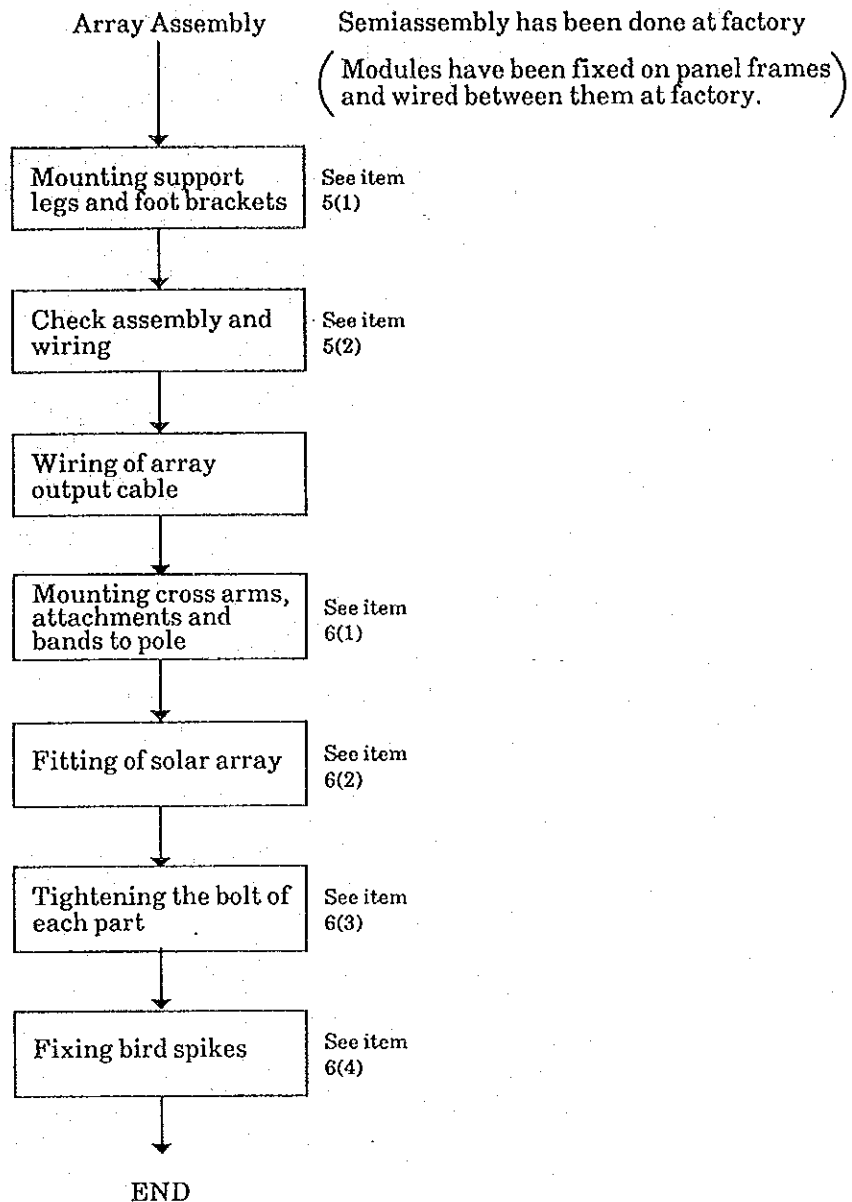 Array Assembly
Semiassembly has been done at factory
(Modules have been fixed on panel frames
and wired between them at factory.)
Mounting support
legs and foot brackets
See item
5(1)
Check assembly and
wiring
See item
5(2)
Wiring of array
output cable
Mounting cross arms,
attachments and
bands to pole
See item
6(1)
Fitting of solar array
See item
6(2)
Tightening the bolt of
each part
See item
6(3)
Fixing bird spikes
See item
6(4)
END